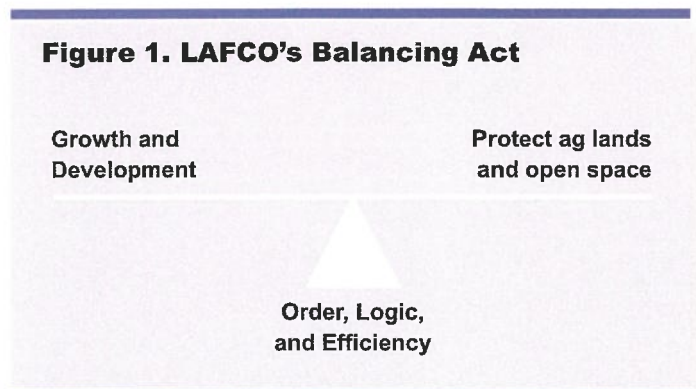 Figure 1. LAFCO's Balancing Act
Growth and
Development
Protect ag lands
and open space
Order, Logic,
and Efficiency